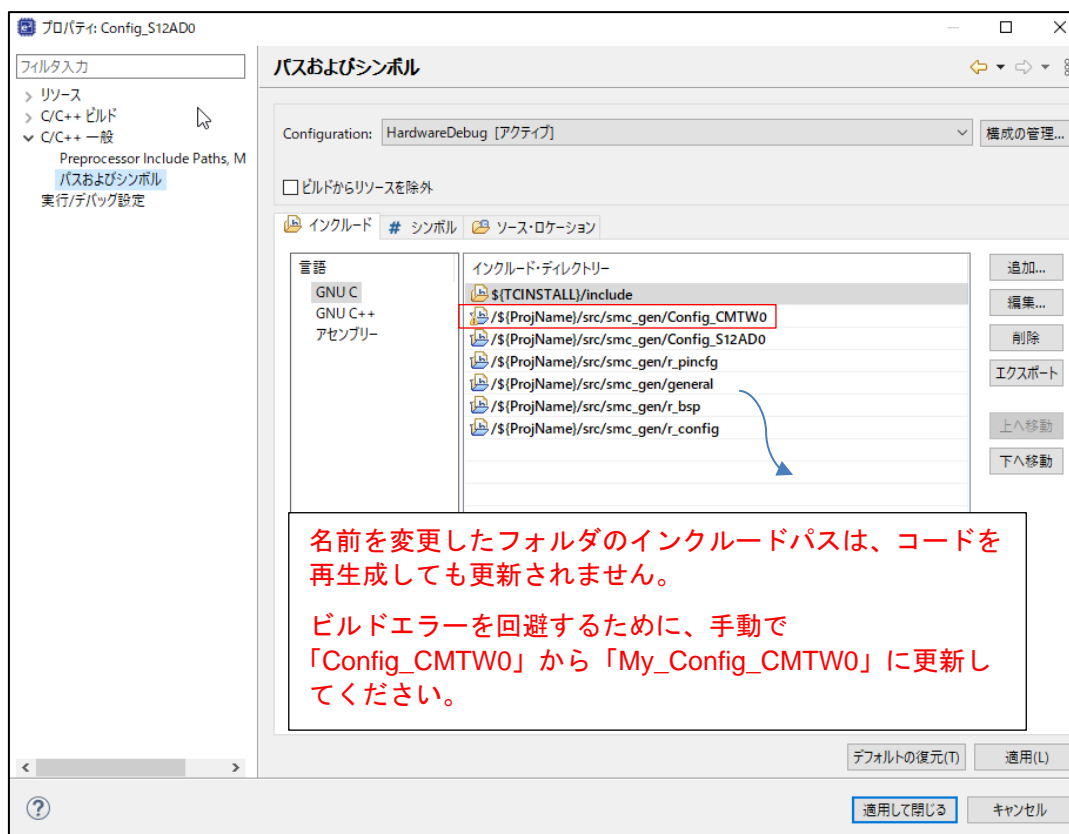 プロパティ: Config_S12AD0
フィルタ入力
リソース
C/C++ ビルド
C/C++ 一般
Preprocessor Include Paths, M
パスおよびシンボル
実行/デバッグ設定
パスおよびシンボル
Configuration: HardwareDebug [アクティブ]
構成の管理...
ビルドからリソースを除外
インクルード # シンボル ソース・ロケーション
言語
GNU C
GNU C++
アセンブリー
インクルード・ディレクトリー
${TCINSTALL}/include
/${ProjName}/src/smc_gen/Config_CMTW0
/${ProjName}/src/smc_gen/Config_S12AD0
/${ProjName}/src/smc_gen/r_pincfg
/${ProjName}/src/smc_gen/general
/${ProjName}/src/smc_gen/r_bsp
/${ProjName}/src/smc_gen/r_config
追加...
編集...
削除
エクスポート
上へ移動
下へ移動
名前を変更したフォルダのインクルードパスは、コードを
再生成しても更新されません。
ビルドエラーを回避するために、手動で
「Config_CMTW0」から「My_Config_CMTW0」に更新し
てください。
デフォルトの復元(T) 適用(L)
? 適用して閉じる キャンセル